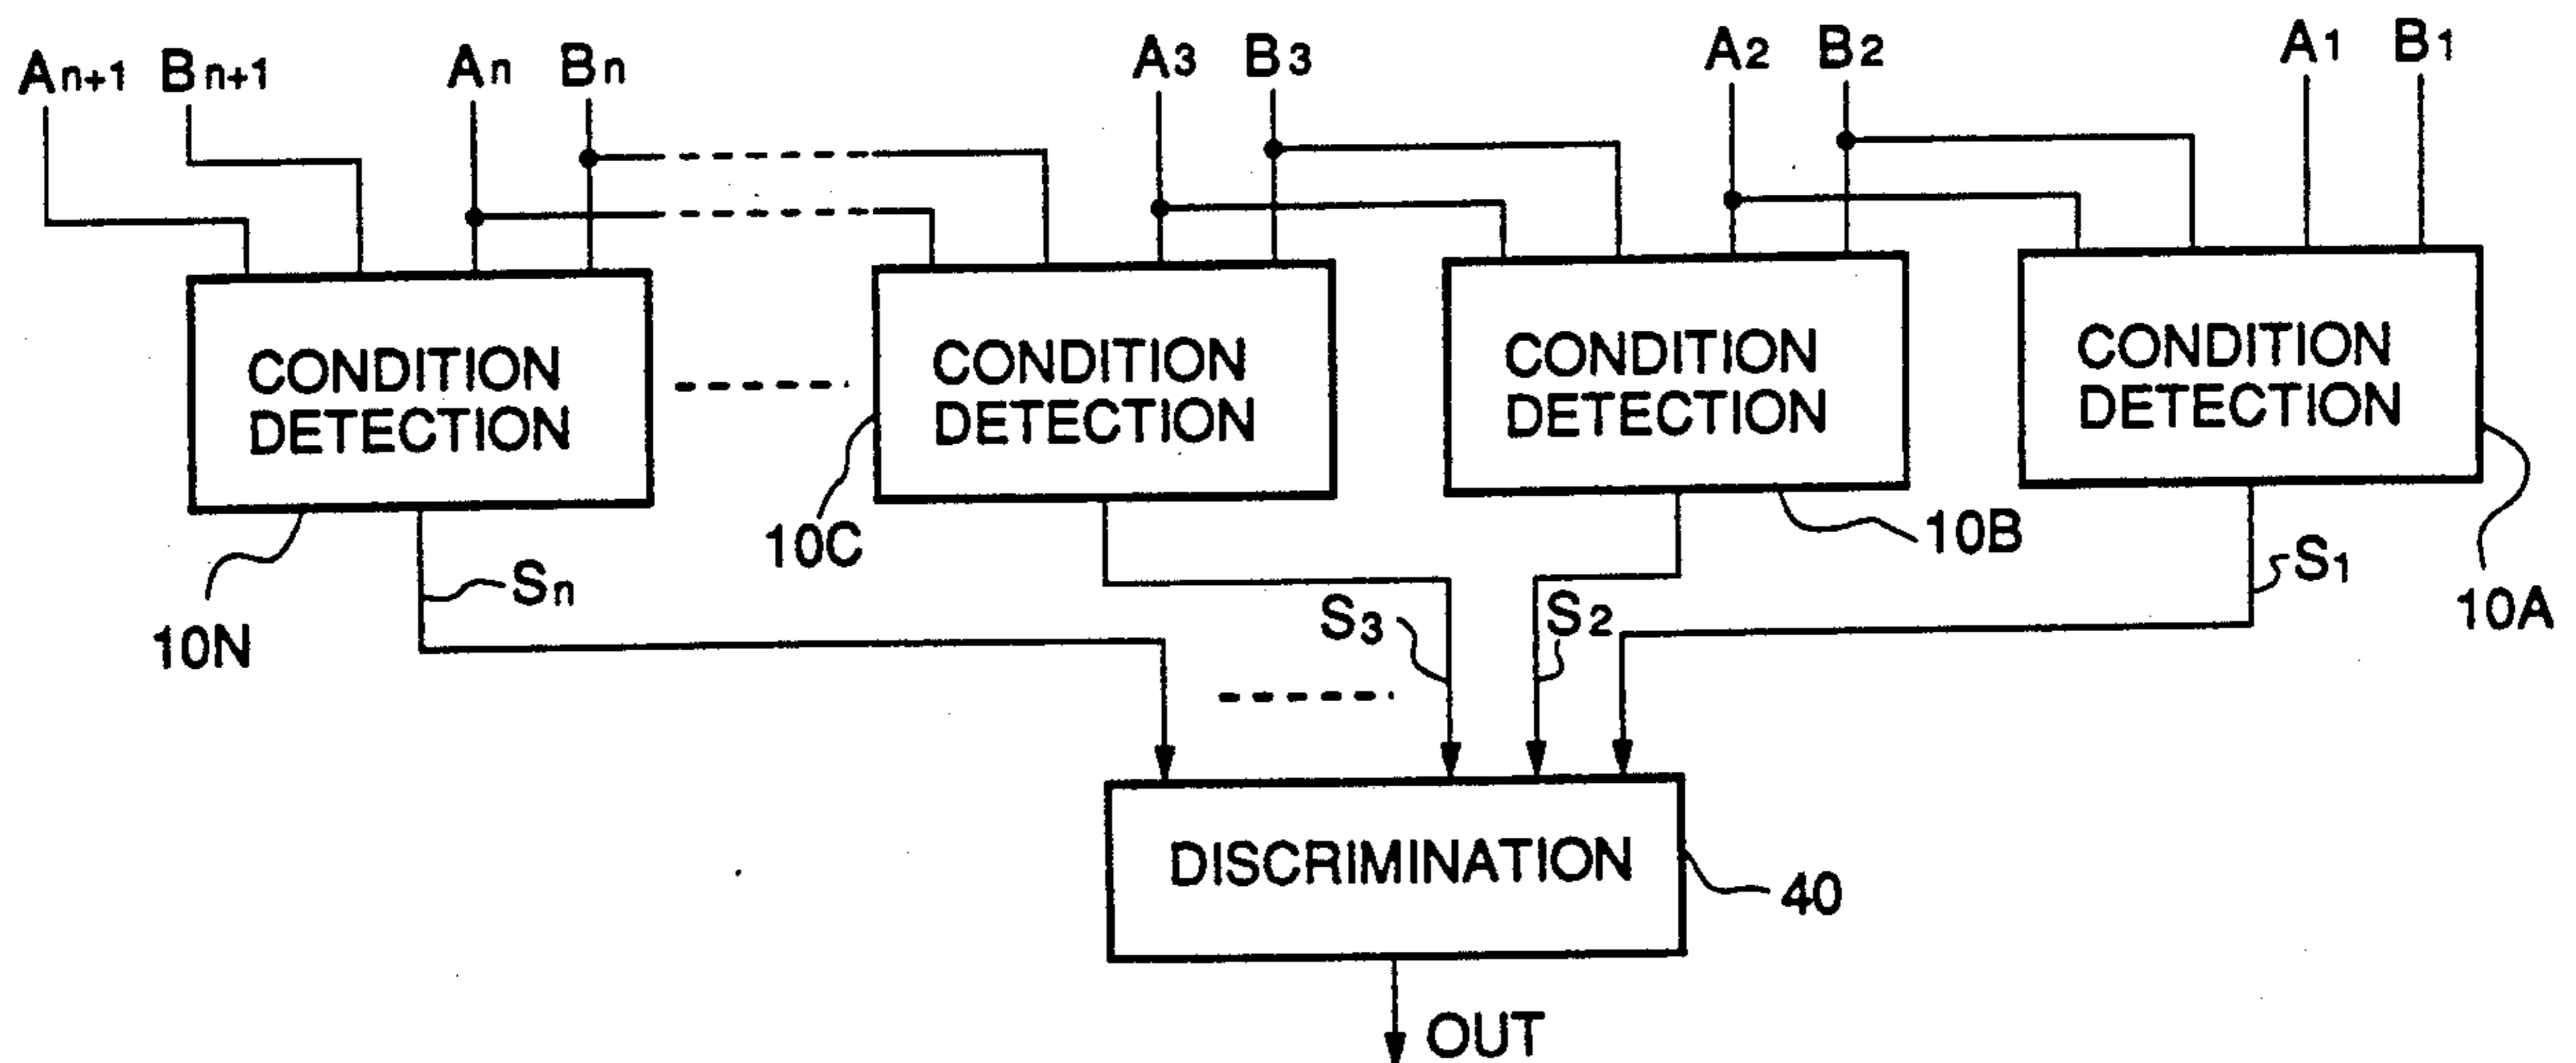 An+1 Bn+1 An Bn A3 B3 A2 B2 A1 B1
CONDITION
DETECTION
CONDITION
DETECTION
CONDITION
DETECTION
CONDITION
DETECTION
10N
Sn
10C
S3
S2
10B
S1
10A
DISCRIMINATION
40
OUT